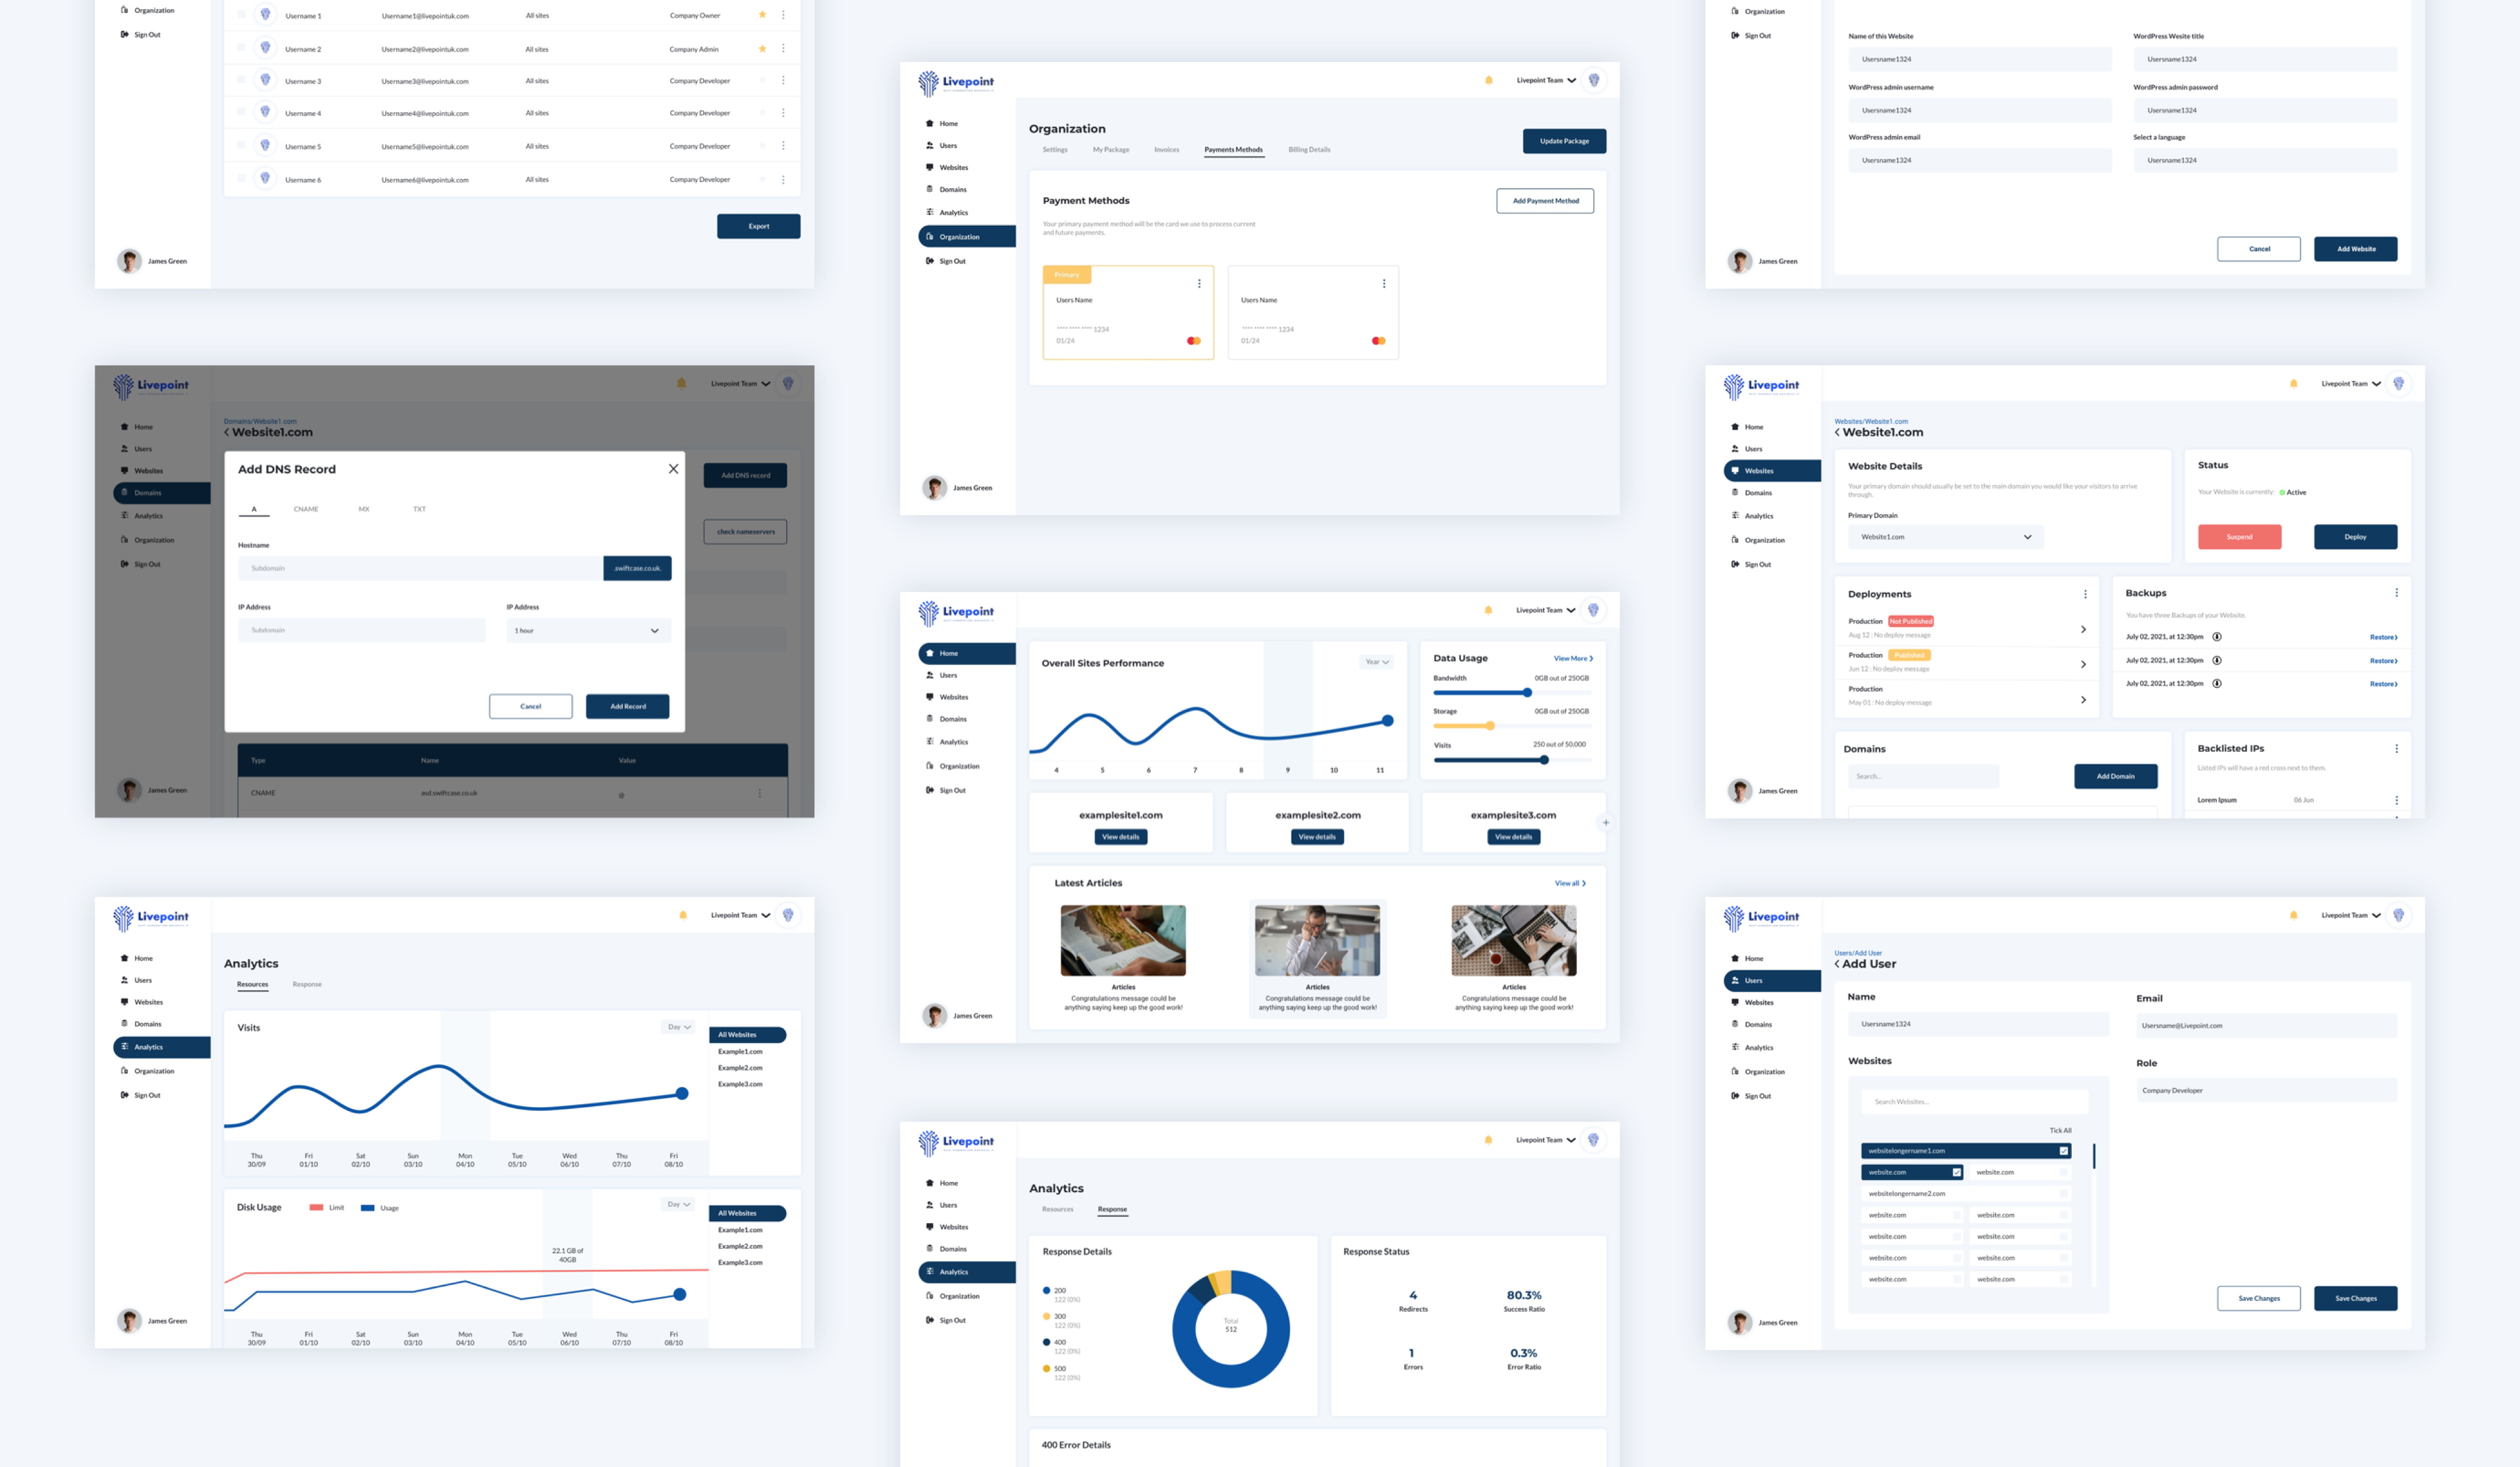 Organization
Sign Out
Username 1 Username1@livepointuk.com All sites Company Owner
Username 2 Username2@livepointuk.com All sites Company Admin
Username 3 Username3@livepointuk.com All sites Company Developer
Username 4 Username4@livepointuk.com All sites Company Developer
Username 5 Username5@livepointuk.com All sites Company Developer
Username 6 Username6@livepointuk.com All sites Company Developer
Export
James Green
Livepoint
Livepoint Team
Home
Users
Websites
Domains
Analytics
Organization
Sign Out
Domains/Website1.com
Website1.com
Add DNS record
check nameservers
Add DNS Record
A CNAME MX TXT
Hostname
Subdomain .swiftcase.co.uk.
IP Address IP Address
Subdomain 1 hour
Cancel Add Record
Type Name Value
CNAME asd.swiftcase.co.uk @
James Green
Livepoint
Livepoint Team
Home
Users
Websites
Domains
Analytics
Organization
Sign Out
James Green
Analytics
Resources Response
Visits Day
All Websites
Example1.com
Example2.com
Example3.com
Thu Fri Sat Sun Mon Tue Wed Thu Fri
30/09 01/10 02/10 03/10 04/10 05/10 06/10 07/10 08/10
Disk Usage Limit Usage Day
All Websites
Example1.com
Example2.com
Example3.com
22.1 GB of
40GB
Thu Fri Sat Sun Mon Tue Wed Thu Fri
30/09 01/10 02/10 03/10 04/10 05/10 06/10 07/10 08/10
Livepoint
Livepoint Team
Home
Users
Websites
Domains
Analytics
Organization
Sign Out
James Green
Organization
Settings My Package Invoices Payments Methods Billing Details
Update Package
Payment Methods
Add Payment Method
Your primary payment method will be the card we use to process current
and future payments.
Primary
Users Name
**** **** **** 1234
01/24
Users Name
**** **** **** 1234
01/24
Livepoint
Livepoint Team
Home
Users
Websites
Domains
Analytics
Organization
Sign Out
James Green
Overall Sites Performance Year
4 5 6 7 8 9 10 11
Data Usage View More
Bandwidth 0GB out of 250GB
Storage 0GB out of 250GB
Visits 250 out of 50,000
examplesite1.com
View details
examplesite2.com
View details
examplesite3.com
View details
+
Latest Articles View all
Articles
Congratulations message could be
anything saying keep up the good work!
Articles
Congratulations message could be
anything saying keep up the good work!
Articles
Congratulations message could be
anything saying keep up the good work!
Livepoint
Livepoint Team
Home
Users
Websites
Domains
Analytics
Organization
Sign Out
Analytics
Resources Response
Response Details
200
122 (0%)
300
122 (0%)
400
122 (0%)
500
122 (0%)
Total
512
Response Status
4
Redirects
80.3%
Success Ratio
1
Errors
0.3%
Error Ratio
400 Error Details
Organization
Sign Out
James Green
Name of this Website WordPress Wesite title
Usersname1324 Usersname1324
WordPress admin username WordPress admin password
Usersname1324 Usersname1324
WordPress admin email Select a language
Usersname1324 Usersname1324
Cancel Add Website
Livepoint
Livepoint Team
Home
Users
Websites
Domains
Analytics
Organization
Sign Out
James Green
Websites/Website1.com
Website1.com
Website Details
Your primary domain should usually be set to the main domain you would like your visitors to arrive
through.
Primary Domain
Website1.com
Status
Your Website is currently: Active
Suspend Deploy
Deployments
Production Not Published
Aug 12 : No deploy message
Production Published
Jun 12 : No deploy message
Production
May 01 : No deploy message
Backups
You have three Backups of your Website.
July 02, 2021, at 12:30pm Restore
July 02, 2021, at 12:30pm Restore
July 02, 2021, at 12:30pm Restore
Domains
Search... Add Domain
Backlisted IPs
Listed IPs will have a red cross next to them.
Lorem Ipsum 06 Jun
Livepoint
Livepoint Team
Home
Users
Websites
Domains
Analytics
Organization
Sign Out
James Green
Users/Add User
Add User
Name
Usersname1324
Email
Usersname@Livepoint.com
Websites
Role
Company Developer
Search Websites...
Tick All
websitelongername1.com
website.com website.com
websitelongername2.com
website.com website.com
website.com website.com
website.com website.com
website.com website.com
Save Changes Save Changes